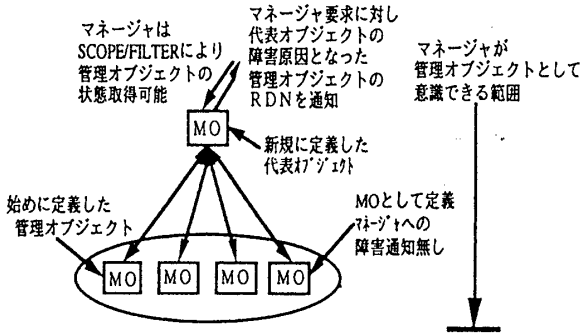 マネージャは
SCOPE/FILTERにより
管理オブジェクトの
状態取得可能
マネージャ要求に対し
代表オブジェクトの
障害原因となった
管理オブジェクトの
RDNを通知
マネージャが
管理オブジェクトとして
意識できる範囲
MO
新規に定義した
代表オブジェクト
始めに定義した
管理オブジェクト
MOとして定義
マネージャへの
障害通知無し
MO MO MO MO